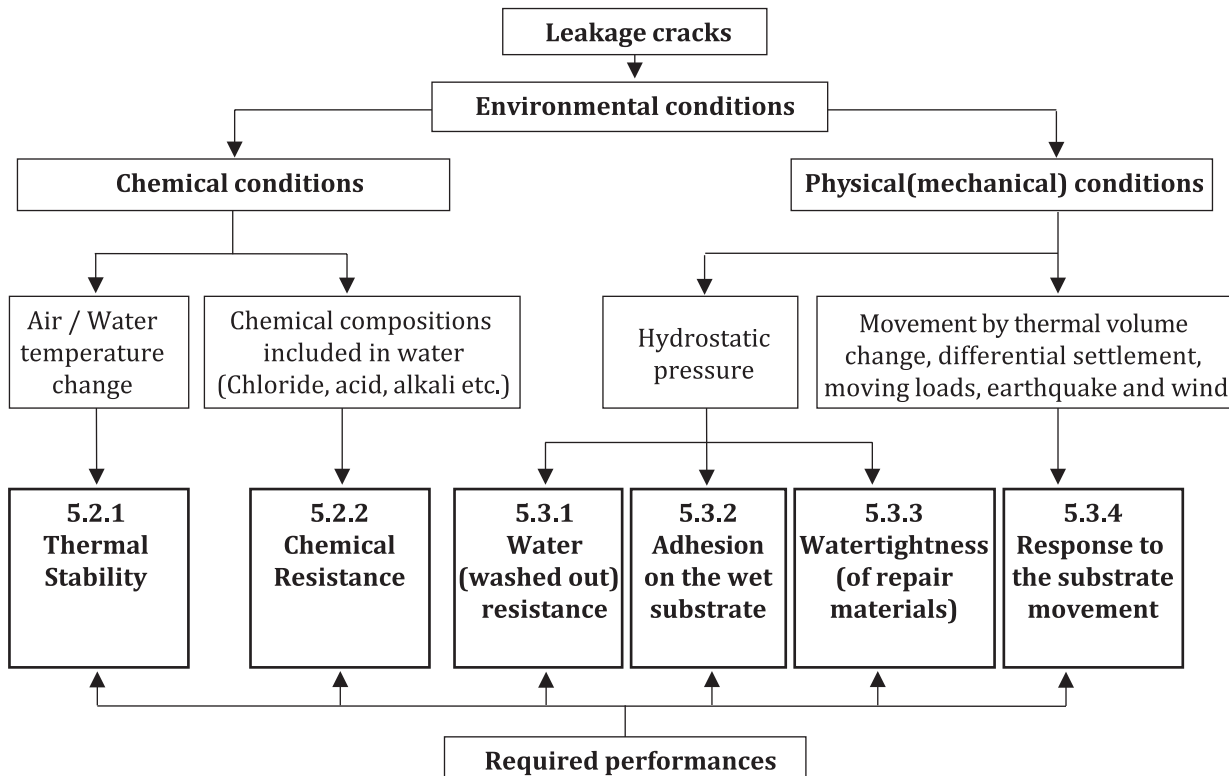 Leakage cracks
Environmental conditions
Chemical conditions
Physical(mechanical) conditions
Air / Water
temperature
change
Chemical compositions
included in water
(Chloride, acid, alkali etc.)
Hydrostatic
pressure
Movement by thermal volume
change, differential settlement,
moving loads, earthquake and wind
5.2.1
Thermal
Stability
5.2.2
Chemical
Resistance
5.3.1
Water
(washed out)
resistance
5.3.2
Adhesion
on the wet
substrate
5.3.3
Watertightness
(of repair
materials)
5.3.4
Response to
the substrate
movement
Required performances